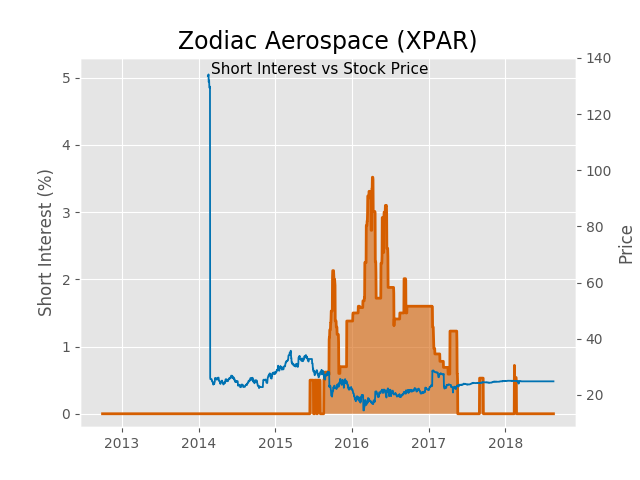 Zodiac Aerospace (XPAR)
Short Interest vs Stock Price
Short Interest (%)
5
4
3
2
1
0
140
120
100
80
60
40
20
Price
2013 2014 2015 2016 2017 2018